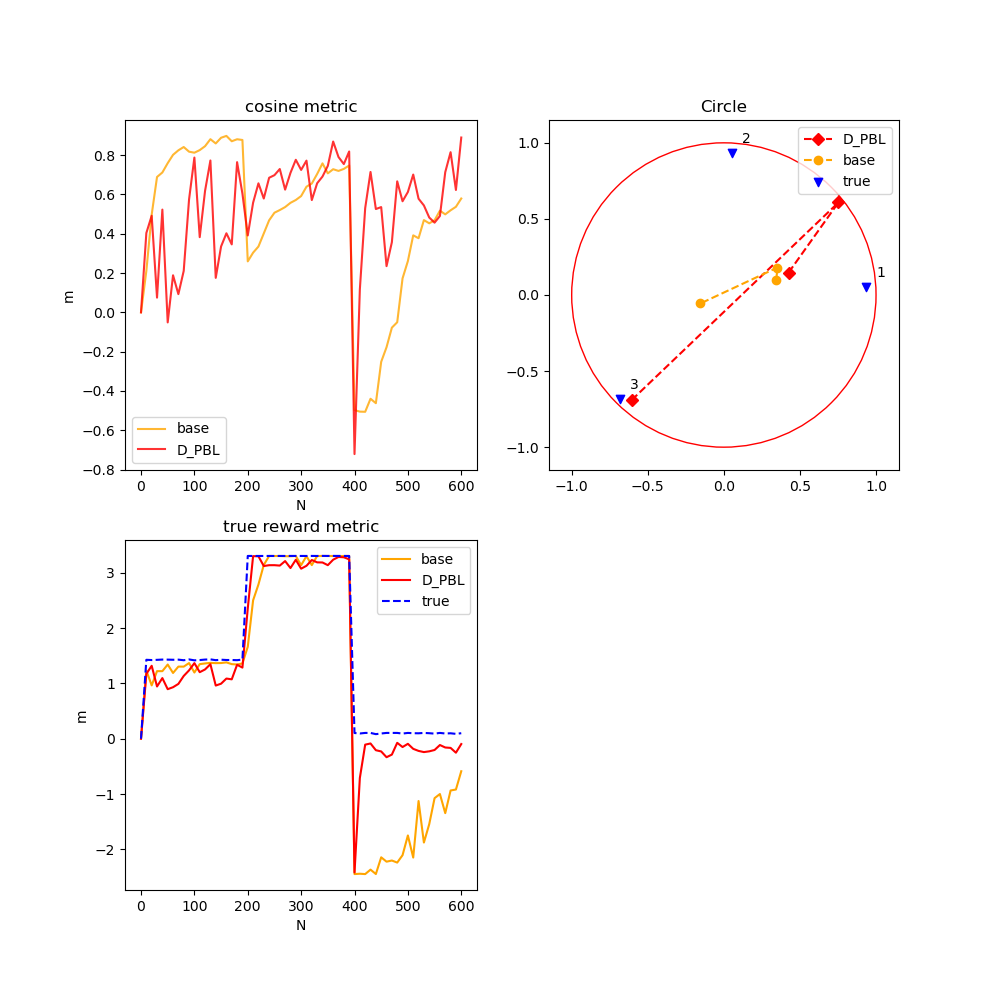 cosine metric
m
0.8
0.6
0.4
0.2
0.0
−0.2
−0.4
−0.6
−0.8
base
D_PBL
0 100 200 300 400 500 600
N
Circle
1.0
0.5
0.0
−0.5
−1.0
2
1
3
D_PBL
base
true
−1.0 −0.5 0.0 0.5 1.0
true reward metric
m
3
2
1
0
−1
−2
base
D_PBL
true
0 100 200 300 400 500 600
N